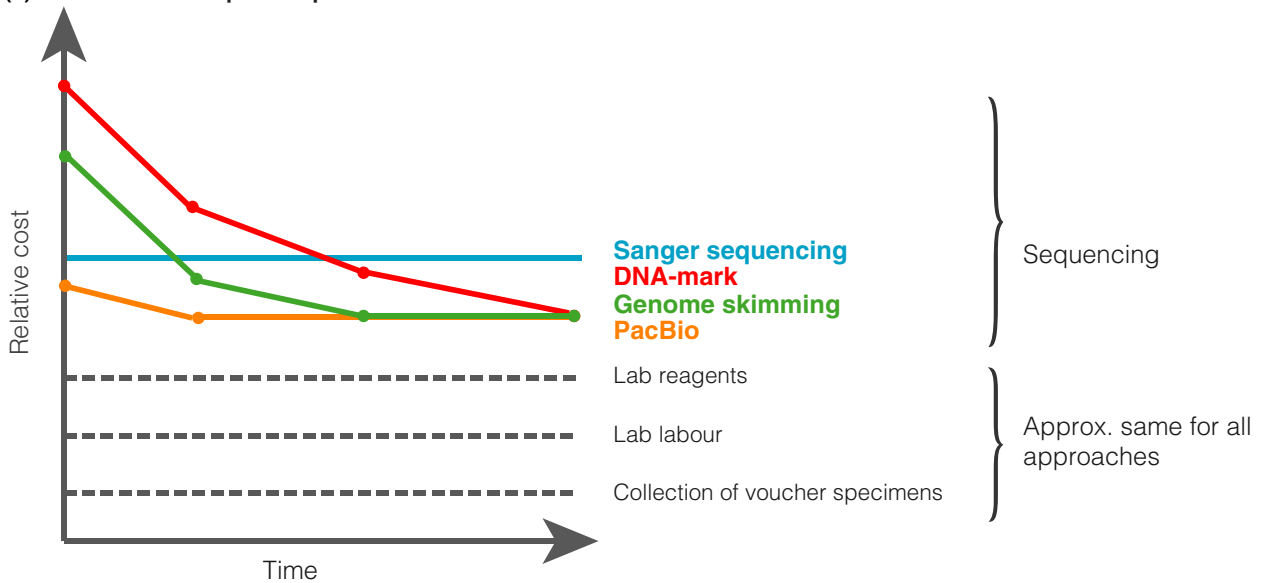 Relative cost
Sanger sequencing
DNA-mark
Genome skimming
PacBio
Sequencing
Lab reagents
Lab labour
Approx. same for all
approaches
Collection of voucher specimens
Time